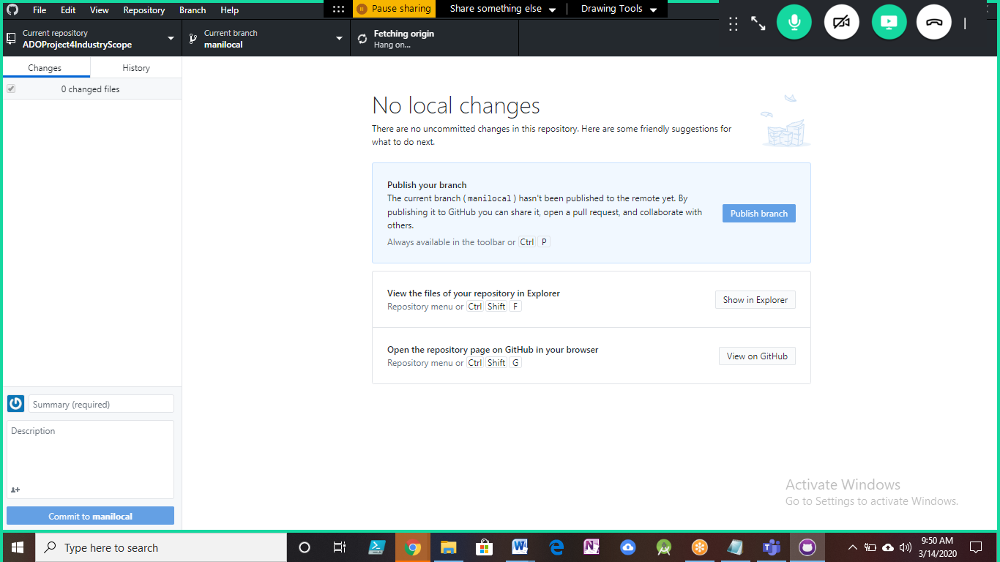 File Edit View Repository Branch Help
Pause sharing
Share something else
Drawing Tools
Current repository
ADOProject4IndustryScope
Current branch
manilocal
Fetching origin
Hang on...
Changes
History
0 changed files
No local changes
There are no uncommitted changes in this repository. Here are some friendly suggestions for
what to do next.
Publish your branch
The current branch (manilocal) hasn't been published to the remote yet. By
publishing it to GitHub you can share it, open a pull request, and collaborate with
others.
Always available in the toolbar or Ctrl P
Publish branch
View the files of your repository in Explorer
Repository menu or Ctrl Shift F
Show in Explorer
Open the repository page on GitHub in your browser
Repository menu or Ctrl Shift G
View on GitHub
Summary (required)
Description
Commit to manilocal
Activate Windows
Go to Settings to activate Windows.
Type here to search
9:50 AM
3/14/2020